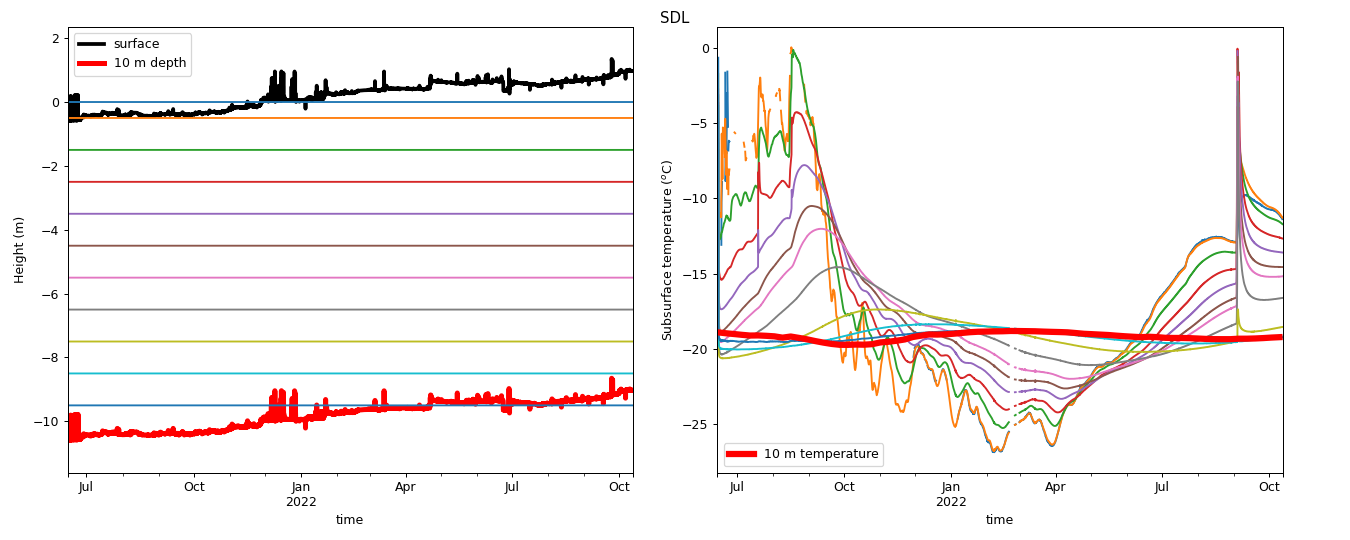 SDL
2
0
−2
−4
−6
−8
−10
Height (m)
surface
10 m depth
Jul
Oct
Jan
2022
Apr
Jul
Oct
time
0
−5
−10
−15
−20
−25
Subsurface temperature (°C)
10 m temperature
Jul
Oct
Jan
2022
Apr
Jul
Oct
time